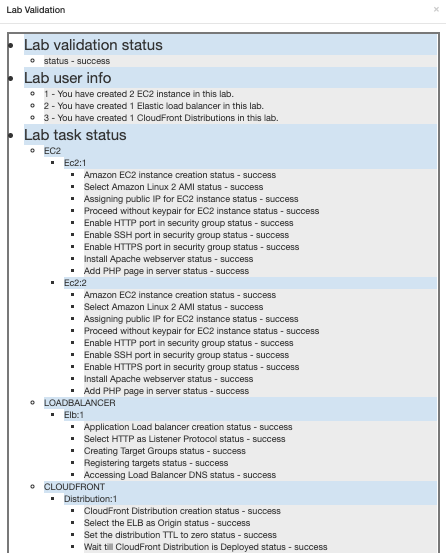 Lab Validation
×
Lab validation status
status - success
Lab user info
1 - You have created 2 EC2 instance in this lab.
2 - You have created 1 Elastic load balancer in this lab.
3 - You have created 1 CloudFront Distributions in this lab.
Lab task status
EC2
Ec2:1
Amazon EC2 instance creation status - success
Select Amazon Linux 2 AMI status - success
Assigning public IP for EC2 instance status - success
Proceed without keypair for EC2 instance status - success
Enable HTTP port in security group status - success
Enable SSH port in security group status - success
Enable HTTPS port in security group status - success
Install Apache webserver status - success
Add PHP page in server status - success
Ec2:2
Amazon EC2 instance creation status - success
Select Amazon Linux 2 AMI status - success
Assigning public IP for EC2 instance status - success
Proceed without keypair for EC2 instance status - success
Enable HTTP port in security group status - success
Enable SSH port in security group status - success
Enable HTTPS port in security group status - success
Install Apache webserver status - success
Add PHP page in server status - success
LOADBALANCER
Elb:1
Application Load balancer creation status - success
Select HTTP as Listener Protocol status - success
Creating Target Groups status - success
Registering targets status - success
Accessing Load Balancer DNS status - success
CLOUDFRONT
Distribution:1
CloudFront Distribution creation status - success
Select the ELB as Origin status - success
Set the distribution TTL to zero status - success
Wait till CloudFront Distribution is Deployed status - success